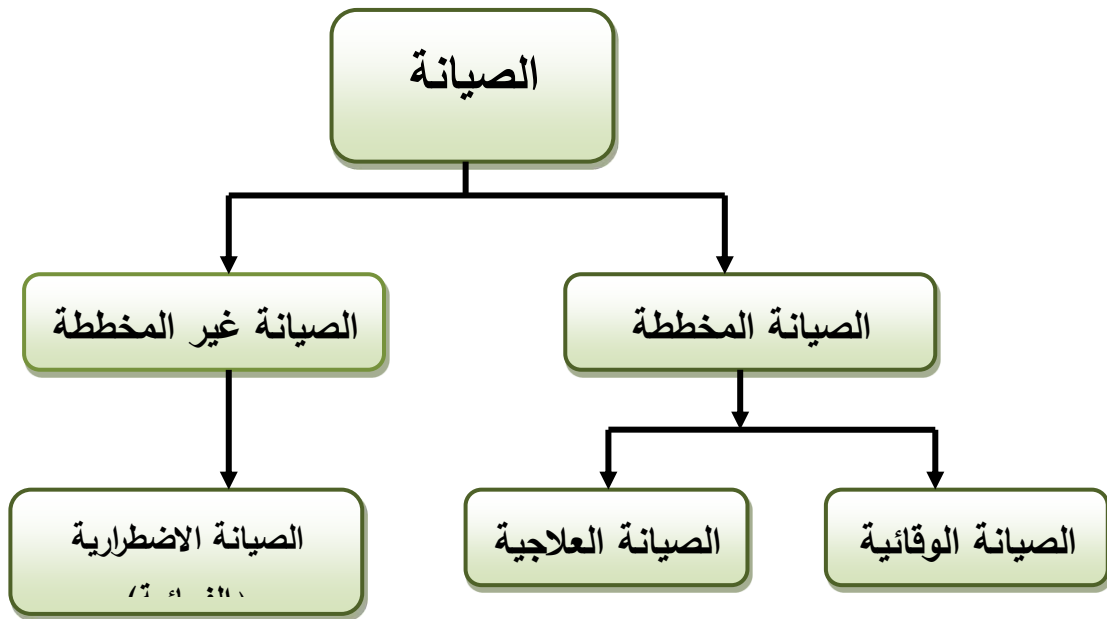 الصيانة
الصيانة المخططة
الصيانة غير المخططة
الصيانة الوقائية
الصيانة العلاجية
الصيانة الاضطرارية